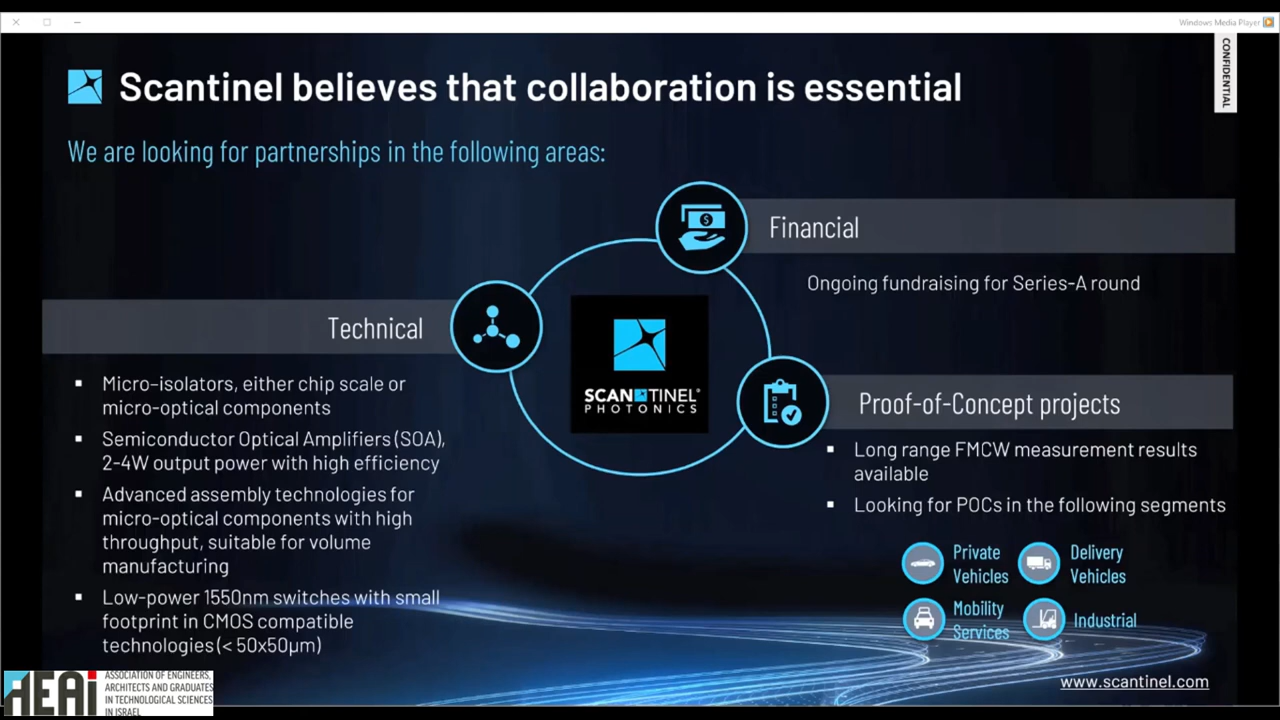 Windows Media Player
CONFIDENTIAL
Scantinel believes that collaboration is essential
We are looking for partnerships in the following areas:
Financial
Ongoing fundraising for Series-A round
Technical
Micro-isolators, either chip scale or
micro-optical components
Semiconductor Optical Amplifiers (SOA),
2-4W output power with high efficiency
Advanced assembly technologies for
micro-optical components with high
throughput, suitable for volume
manufacturing
Low-power 1550nm switches with small
footprint in CMOS compatible
technologies (< 50x50µm)
$
SCANTINEL®
PHOTONICS
Proof-of-Concept projects
Long range FMCW measurement results
available
Looking for POCs in the following segments
Private
Vehicles
Delivery
Vehicles
Mobility
Services
Industrial
www.scantinel.com
AEAi
ASSOCIATION OF ENGINEERS,
ARCHITECTS AND GRADUATES
IN TECHNOLOGICAL SCIENCES
IN ISRAEL